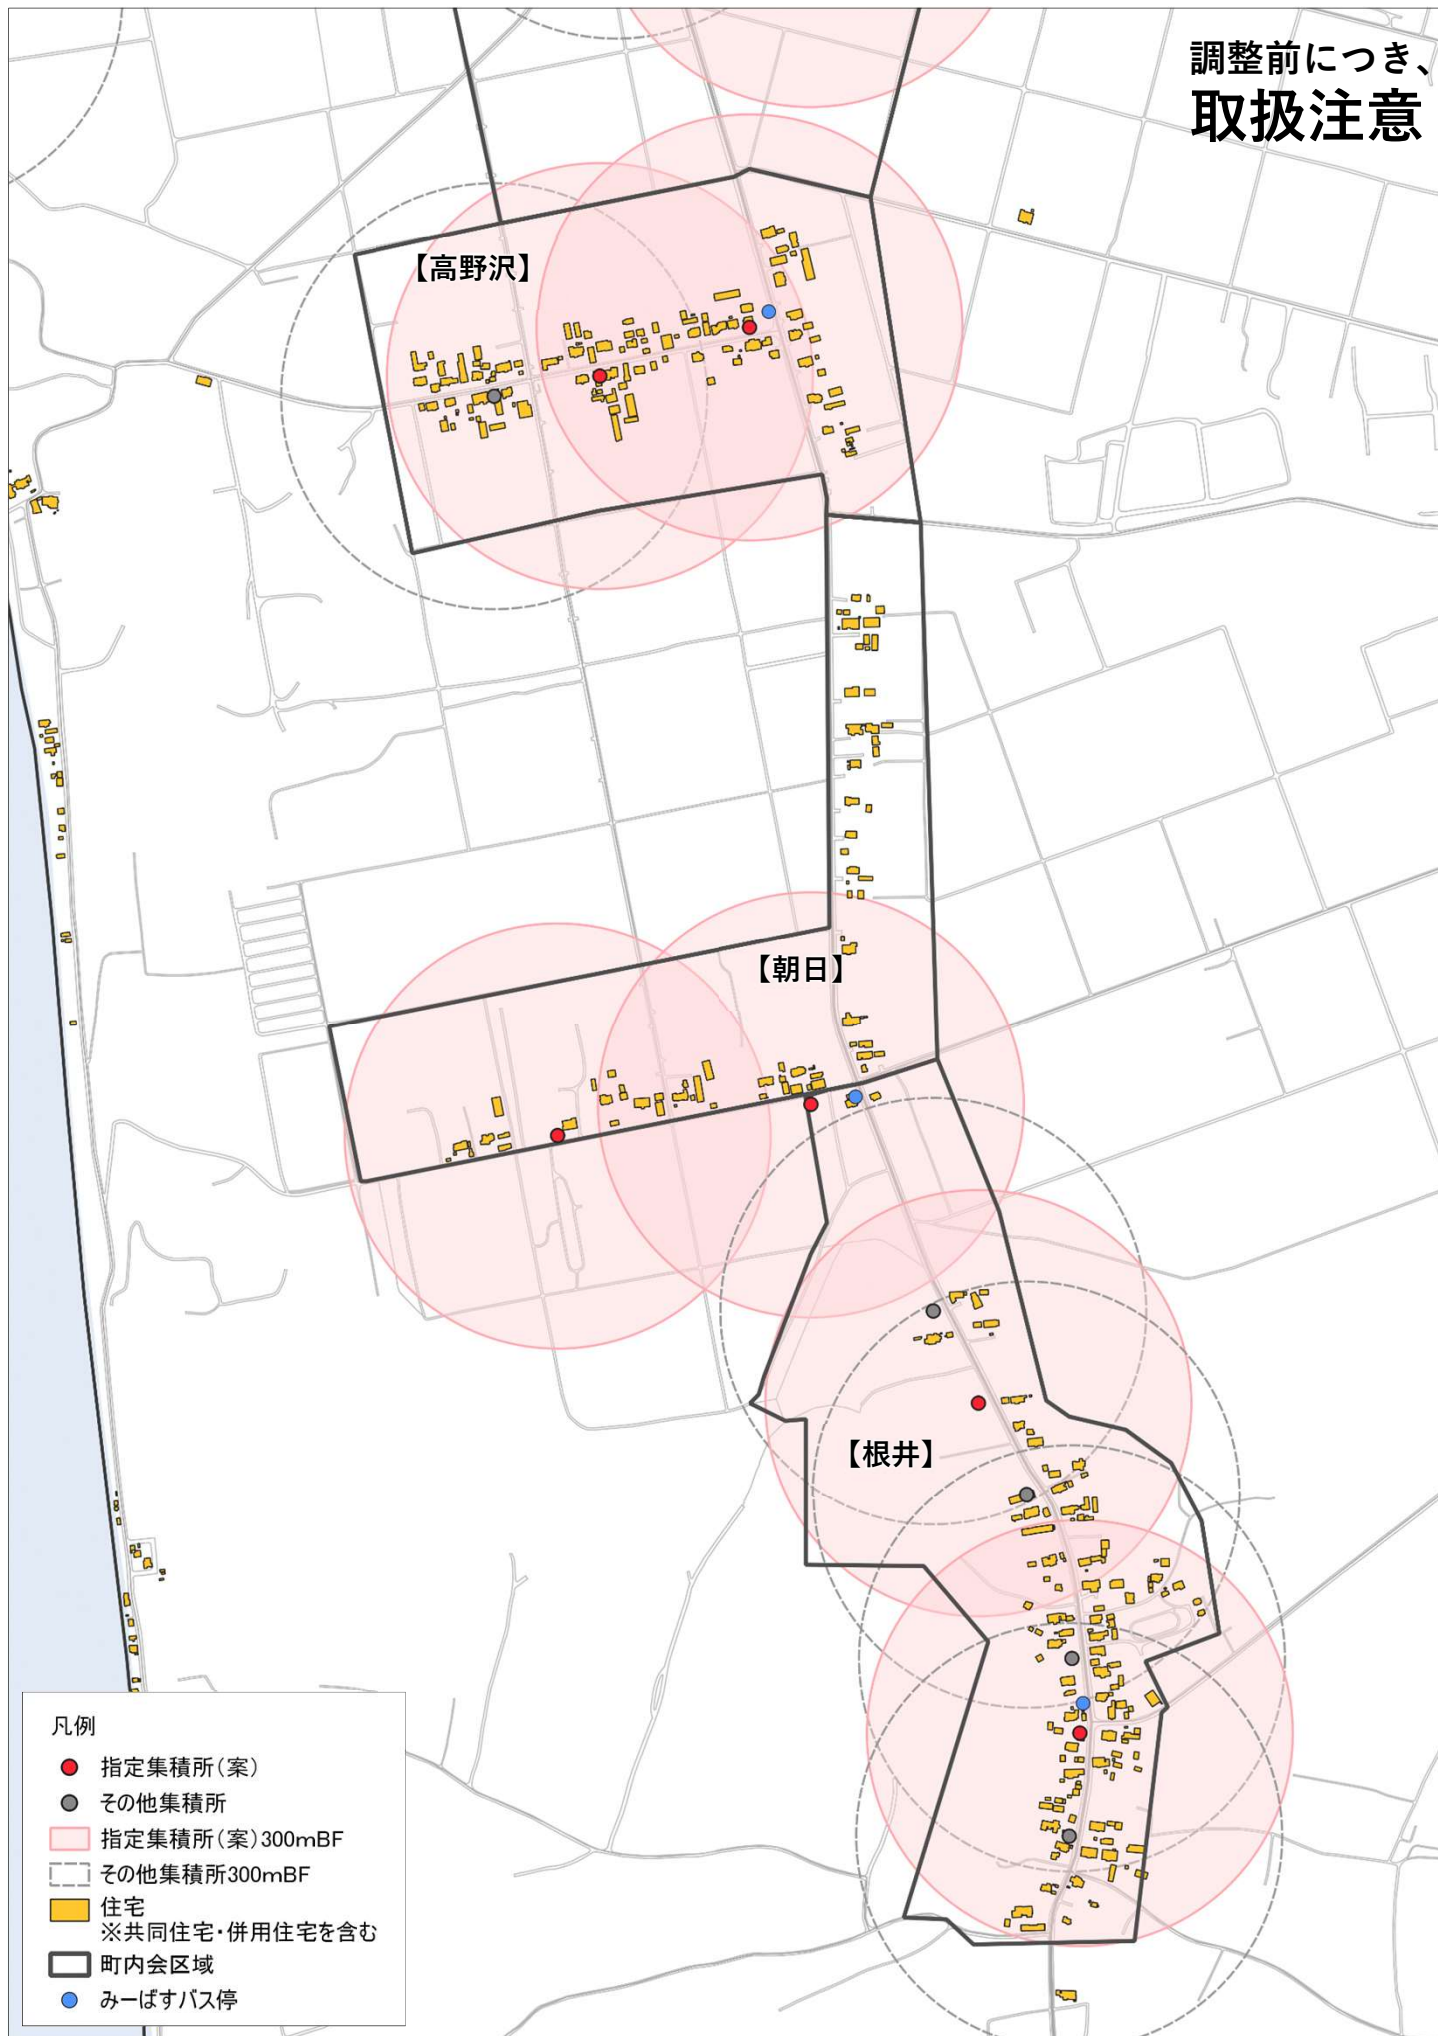 調整前につき、
取扱注意
【高野沢】
【朝日】
【根井】
凡例
指定集積所(案)
その他集積所
指定集積所(案)300mBF
その他集積所300mBF
住宅
※共同住宅・併用住宅を含む
町内会区域
みーばすバス停